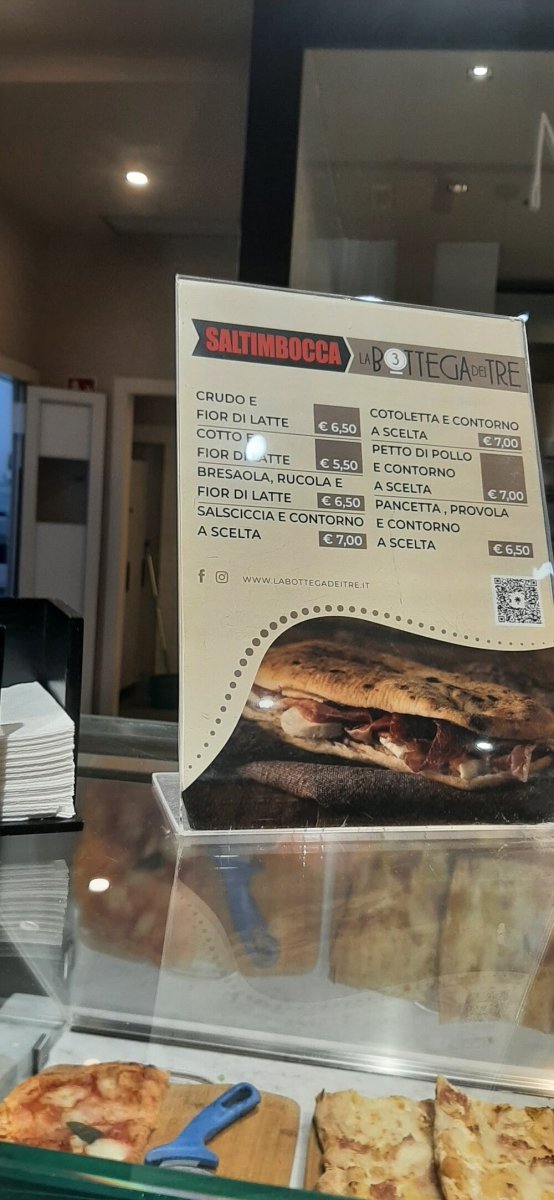 SALTIMBOCCA
LA BOTTEGA DEI TRE
3
CRUDO E
FIOR DI LATTE € 6,50
COTTO E
FIOR DI LATTE € 5,50
BRESAOLA, RUCOLA E
FIOR DI LATTE € 6,50
SALSCICCIA E CONTORNO
A SCELTA € 7,00
COTOLETTA E CONTORNO
A SCELTA € 7,00
PETTO DI POLLO
E CONTORNO
A SCELTA € 7,00
PANCETTA , PROVOLA
E CONTORNO
A SCELTA € 6,50
WWW.LABOTTEGADEITRE.IT